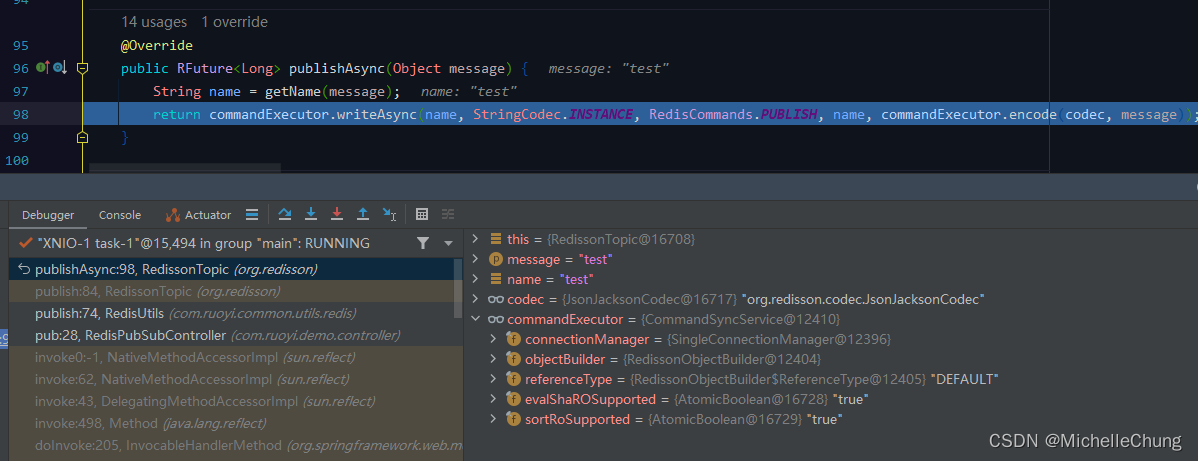 94
14 usages 1 override
95 @Override
96 public RFuture<Long> publishAsync(Object message) { message: "test"
97 String name = getName(message); name: "test"
98 return commandExecutor.writeAsync(name, StringCodec.INSTANCE, RedisCommands.PUBLISH, name, commandExecutor.encode(codec, message));
99 }
100
Debugger Console Actuator
"XNIO-1 task-1"@15,494 in group "main": RUNNING
publishAsync:98, RedissonTopic (org.redisson)
publish:84, RedissonTopic (org.redisson)
publish:74, RedisUtils (com.ruoyi.common.utils.redis)
pub:28, RedisPubSubController (com.ruoyi.demo.controller)
invoke0:-1, NativeMethodAccessorImpl (sun.reflect)
invoke:62, NativeMethodAccessorImpl (sun.reflect)
invoke:43, DelegatingMethodAccessorImpl (sun.reflect)
invoke:498, Method (java.lang.reflect)
doInvoke:205, InvocableHandlerMethod (org.springframework.web.m
this = {RedissonTopic@16708}
message = "test"
name = "test"
codec = {JsonJacksonCodec@16717} "org.redisson.codec.JsonJacksonCodec"
commandExecutor = {CommandSyncService@12410}
connectionManager = {SingleConnectionManager@12396}
objectBuilder = {RedissonObjectBuilder@12404}
referenceType = {RedissonObjectBuilder$ReferenceType@12405} "DEFAULT"
evalShaROSupported = {AtomicBoolean@16728} "true"
sortRoSupported = {AtomicBoolean@16729} "true"
CSDN @MichelleChung